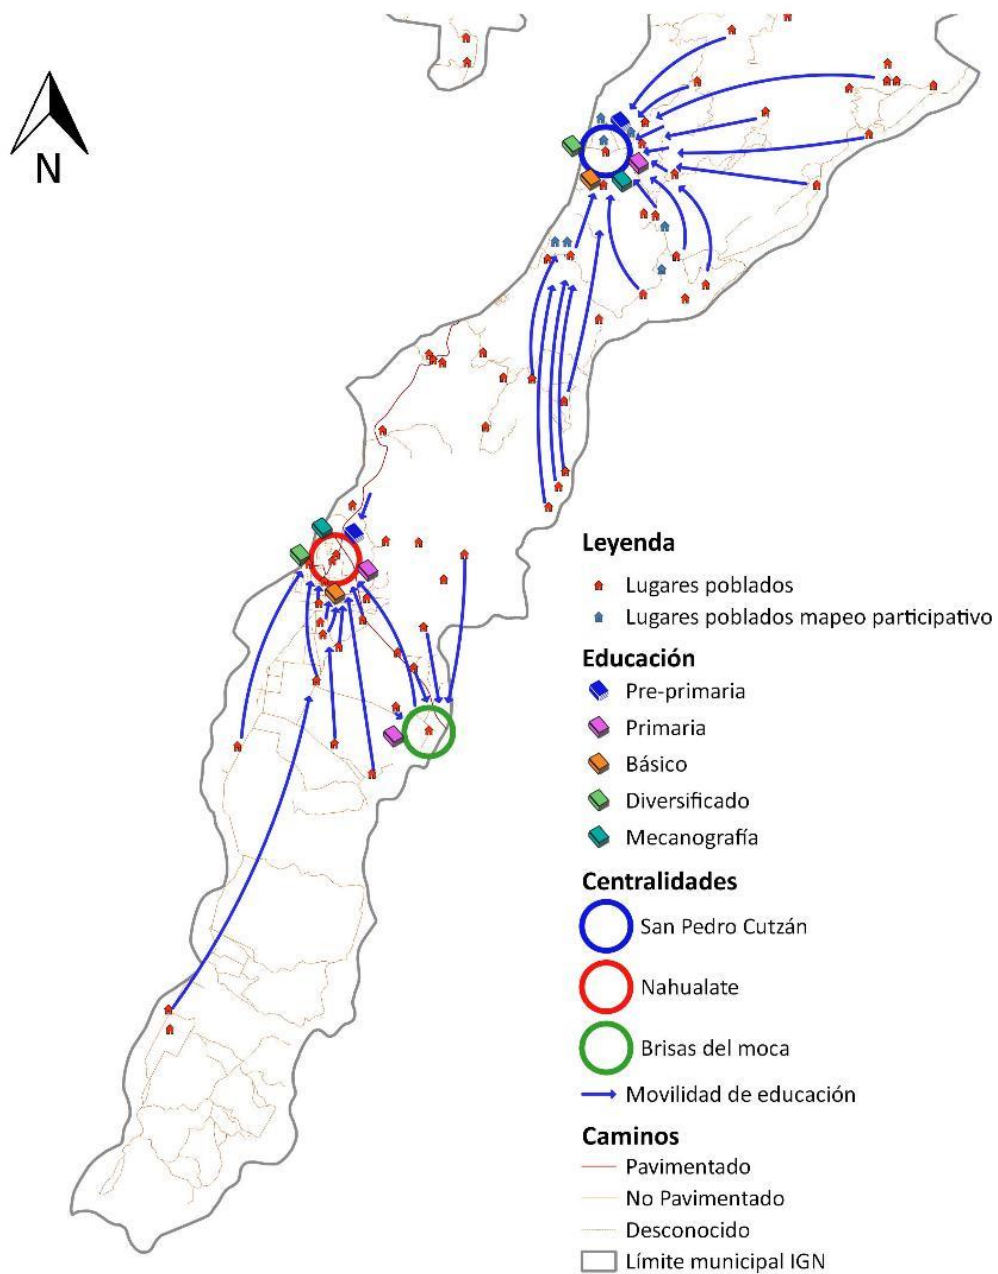 N
Leyenda
Lugares poblados
Lugares poblados mapeo participativo
Educación
Pre-primaria
Primaria
Básico
Diversificado
Mecanografía
Centralidades
San Pedro Cutzán
Nahualate
Brisas del moca
Movilidad de educación
Caminos
Pavimentado
No Pavimentado
Desconocido
Límite municipal IGN